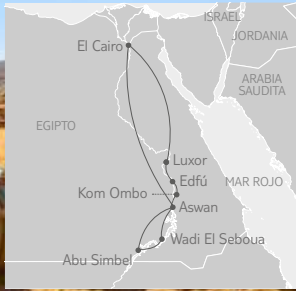 ISRAEL
El Cairo
JORDANIA
ARABIA
SAUDITA
EGIPTO
Luxor
Edfú
MAR ROJO
Kom Ombo
Aswan
Wadi El Seboua
Abu Simbel